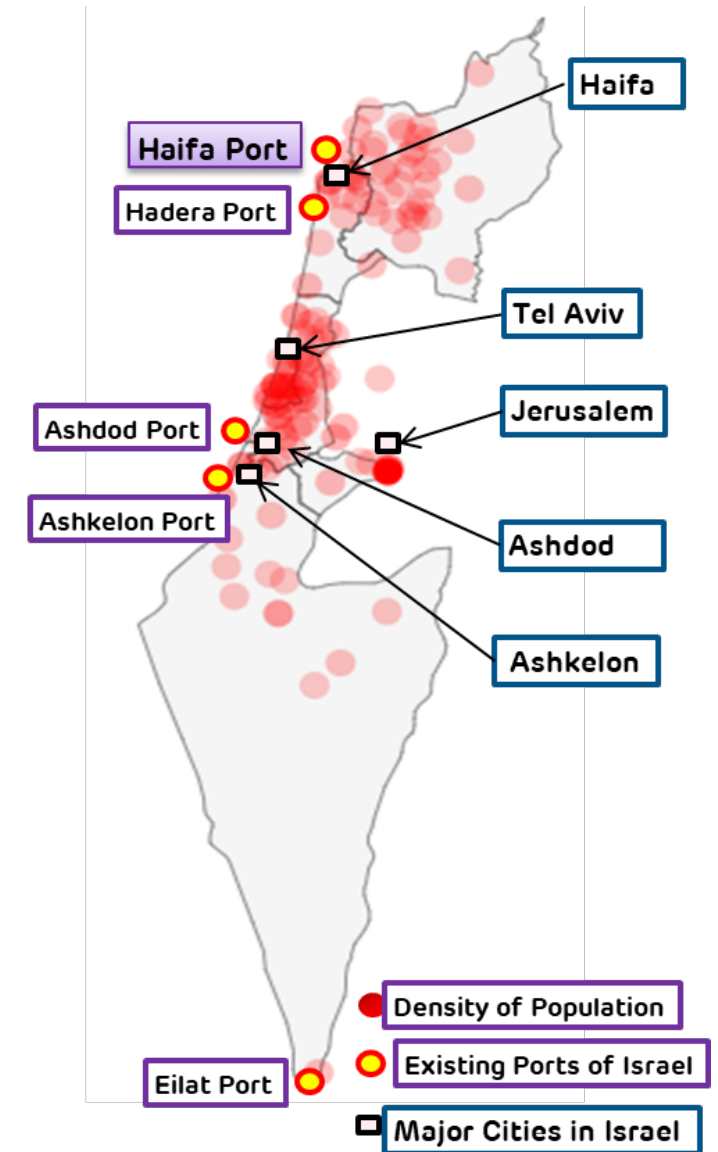 Haifa
Haifa Port
Hadera Port
Tel Aviv
Jerusalem
Ashdod Port
Ashkelon Port
Ashdod
Ashkelon
Density of Population
Existing Ports of Israel
Eilat Port
Major Cities in Israel